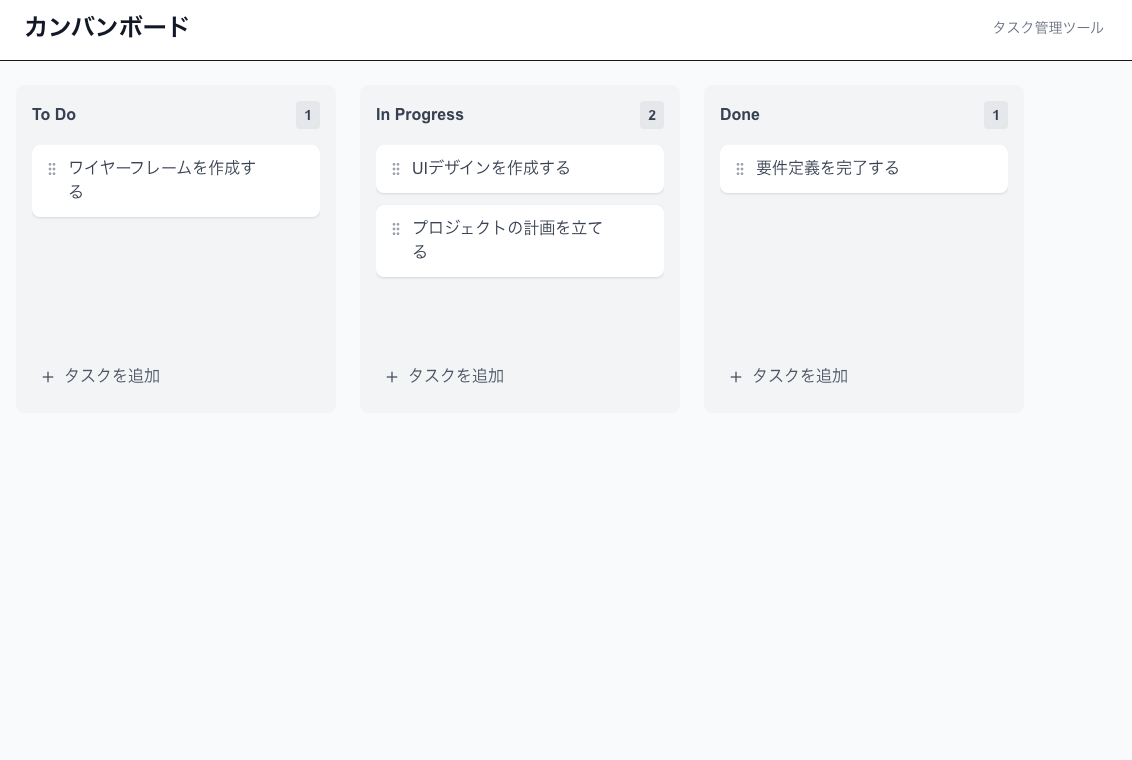 カンバンボード
タスク管理ツール
To Do
1
ワイヤーフレームを作成す
る
+ タスクを追加
In Progress
2
UIデザインを作成する
プロジェクトの計画を立て
る
+ タスクを追加
Done
1
要件定義を完了する
+ タスクを追加